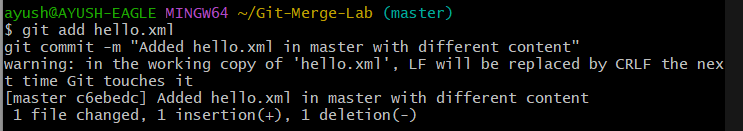 ayush@AYUSH-EAGLE MINGW64 ~/Git-Merge-Lab (master)
$ git add hello.xml
git commit -m "Added hello.xml in master with different content"
warning: in the working copy of 'hello.xml', LF will be replaced by CRLF the nex
t time Git touches it
[master c6ebedc] Added hello.xml in master with different content
 1 file changed, 1 insertion(+), 1 deletion(-)